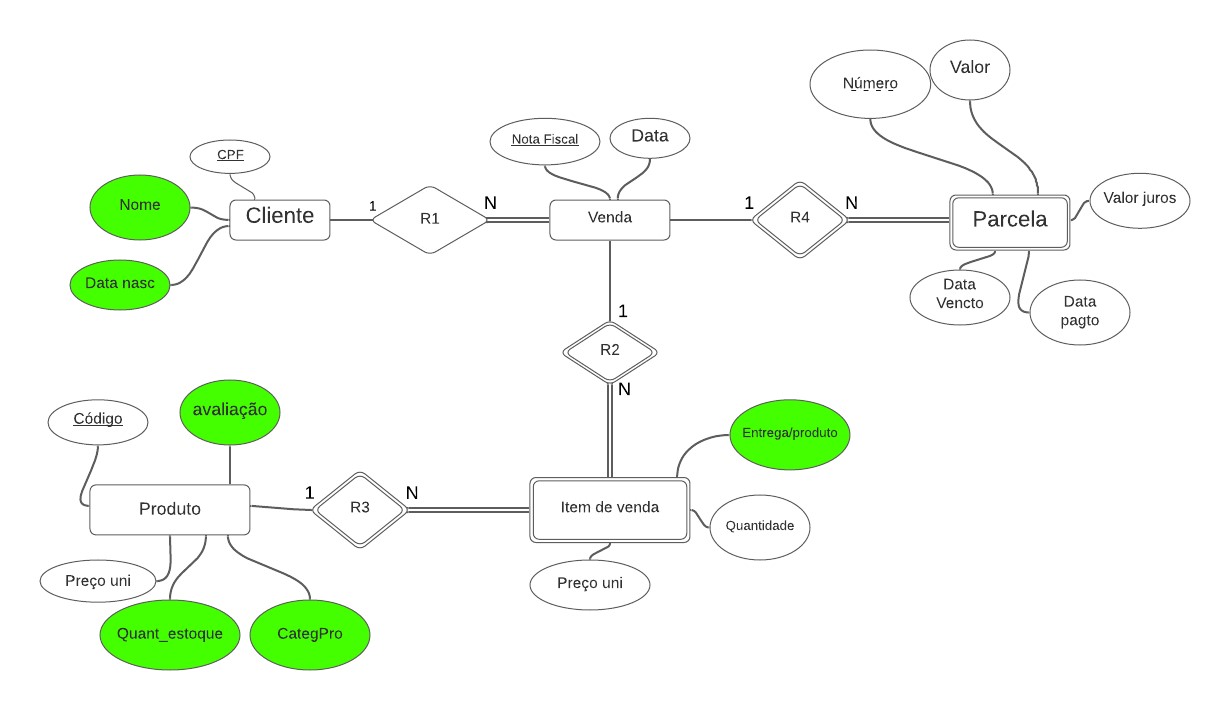 Número
Valor
Nota Fiscal
Data
CPF
Nome
Cliente
1
R1
N
Venda
1
R4
N
Parcela
Valor juros
Data nasc
Data
Vencto
Data
pagto
1
R2
N
Código
avaliação
Entrega/produto
Produto
1
R3
N
Item de venda
Quantidade
Preço uni
Preço uni
Quant_estoque
CategPro